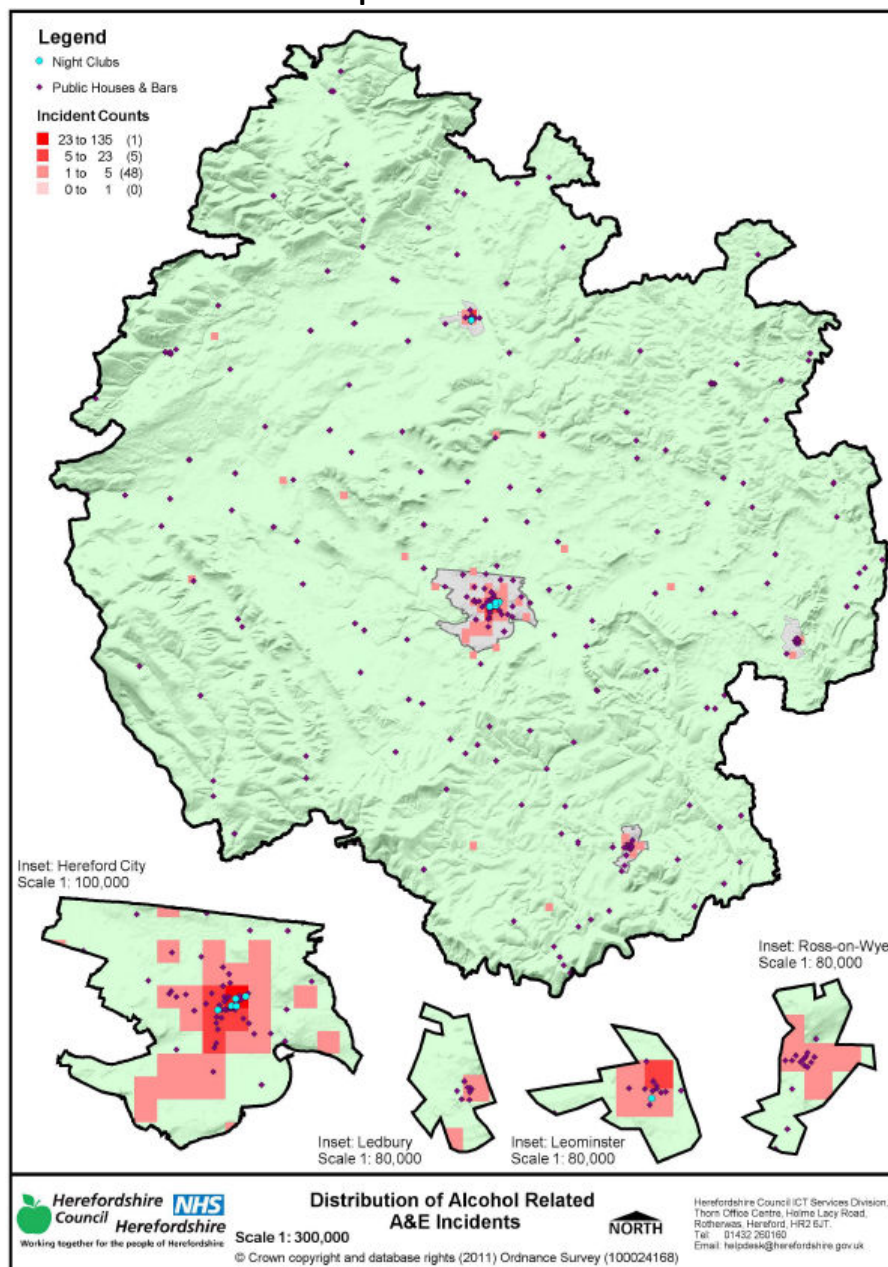 Legend
Night Clubs
Public Houses & Bars
Incident Counts
23 to 135 (1)
5 to 23 (5)
1 to 5 (48)
0 to 1 (0)
Inset: Hereford City
Scale 1: 100,000
Inset: Ross-on-Wye
Scale 1: 80,000
Inset: Ledbury
Scale 1: 80,000
Inset: Leominster
Scale 1: 80,000
Herefordshire
Council
NHS
Herefordshire
Working together for the people of Herefordshire
Distribution of Alcohol Related
A&E Incidents
Scale 1: 300,000
NORTH
© Crown copyright and database rights (2011) Ordnance Survey (100024168)
Herefordshire Council ICT Services Division,
Thorn Office Centre, Holme Lacy Road,
Rotherwas, Hereford, HR2 6JT.
Tel: 01432 260160
Email: helpdesk@herefordshire.gov.uk